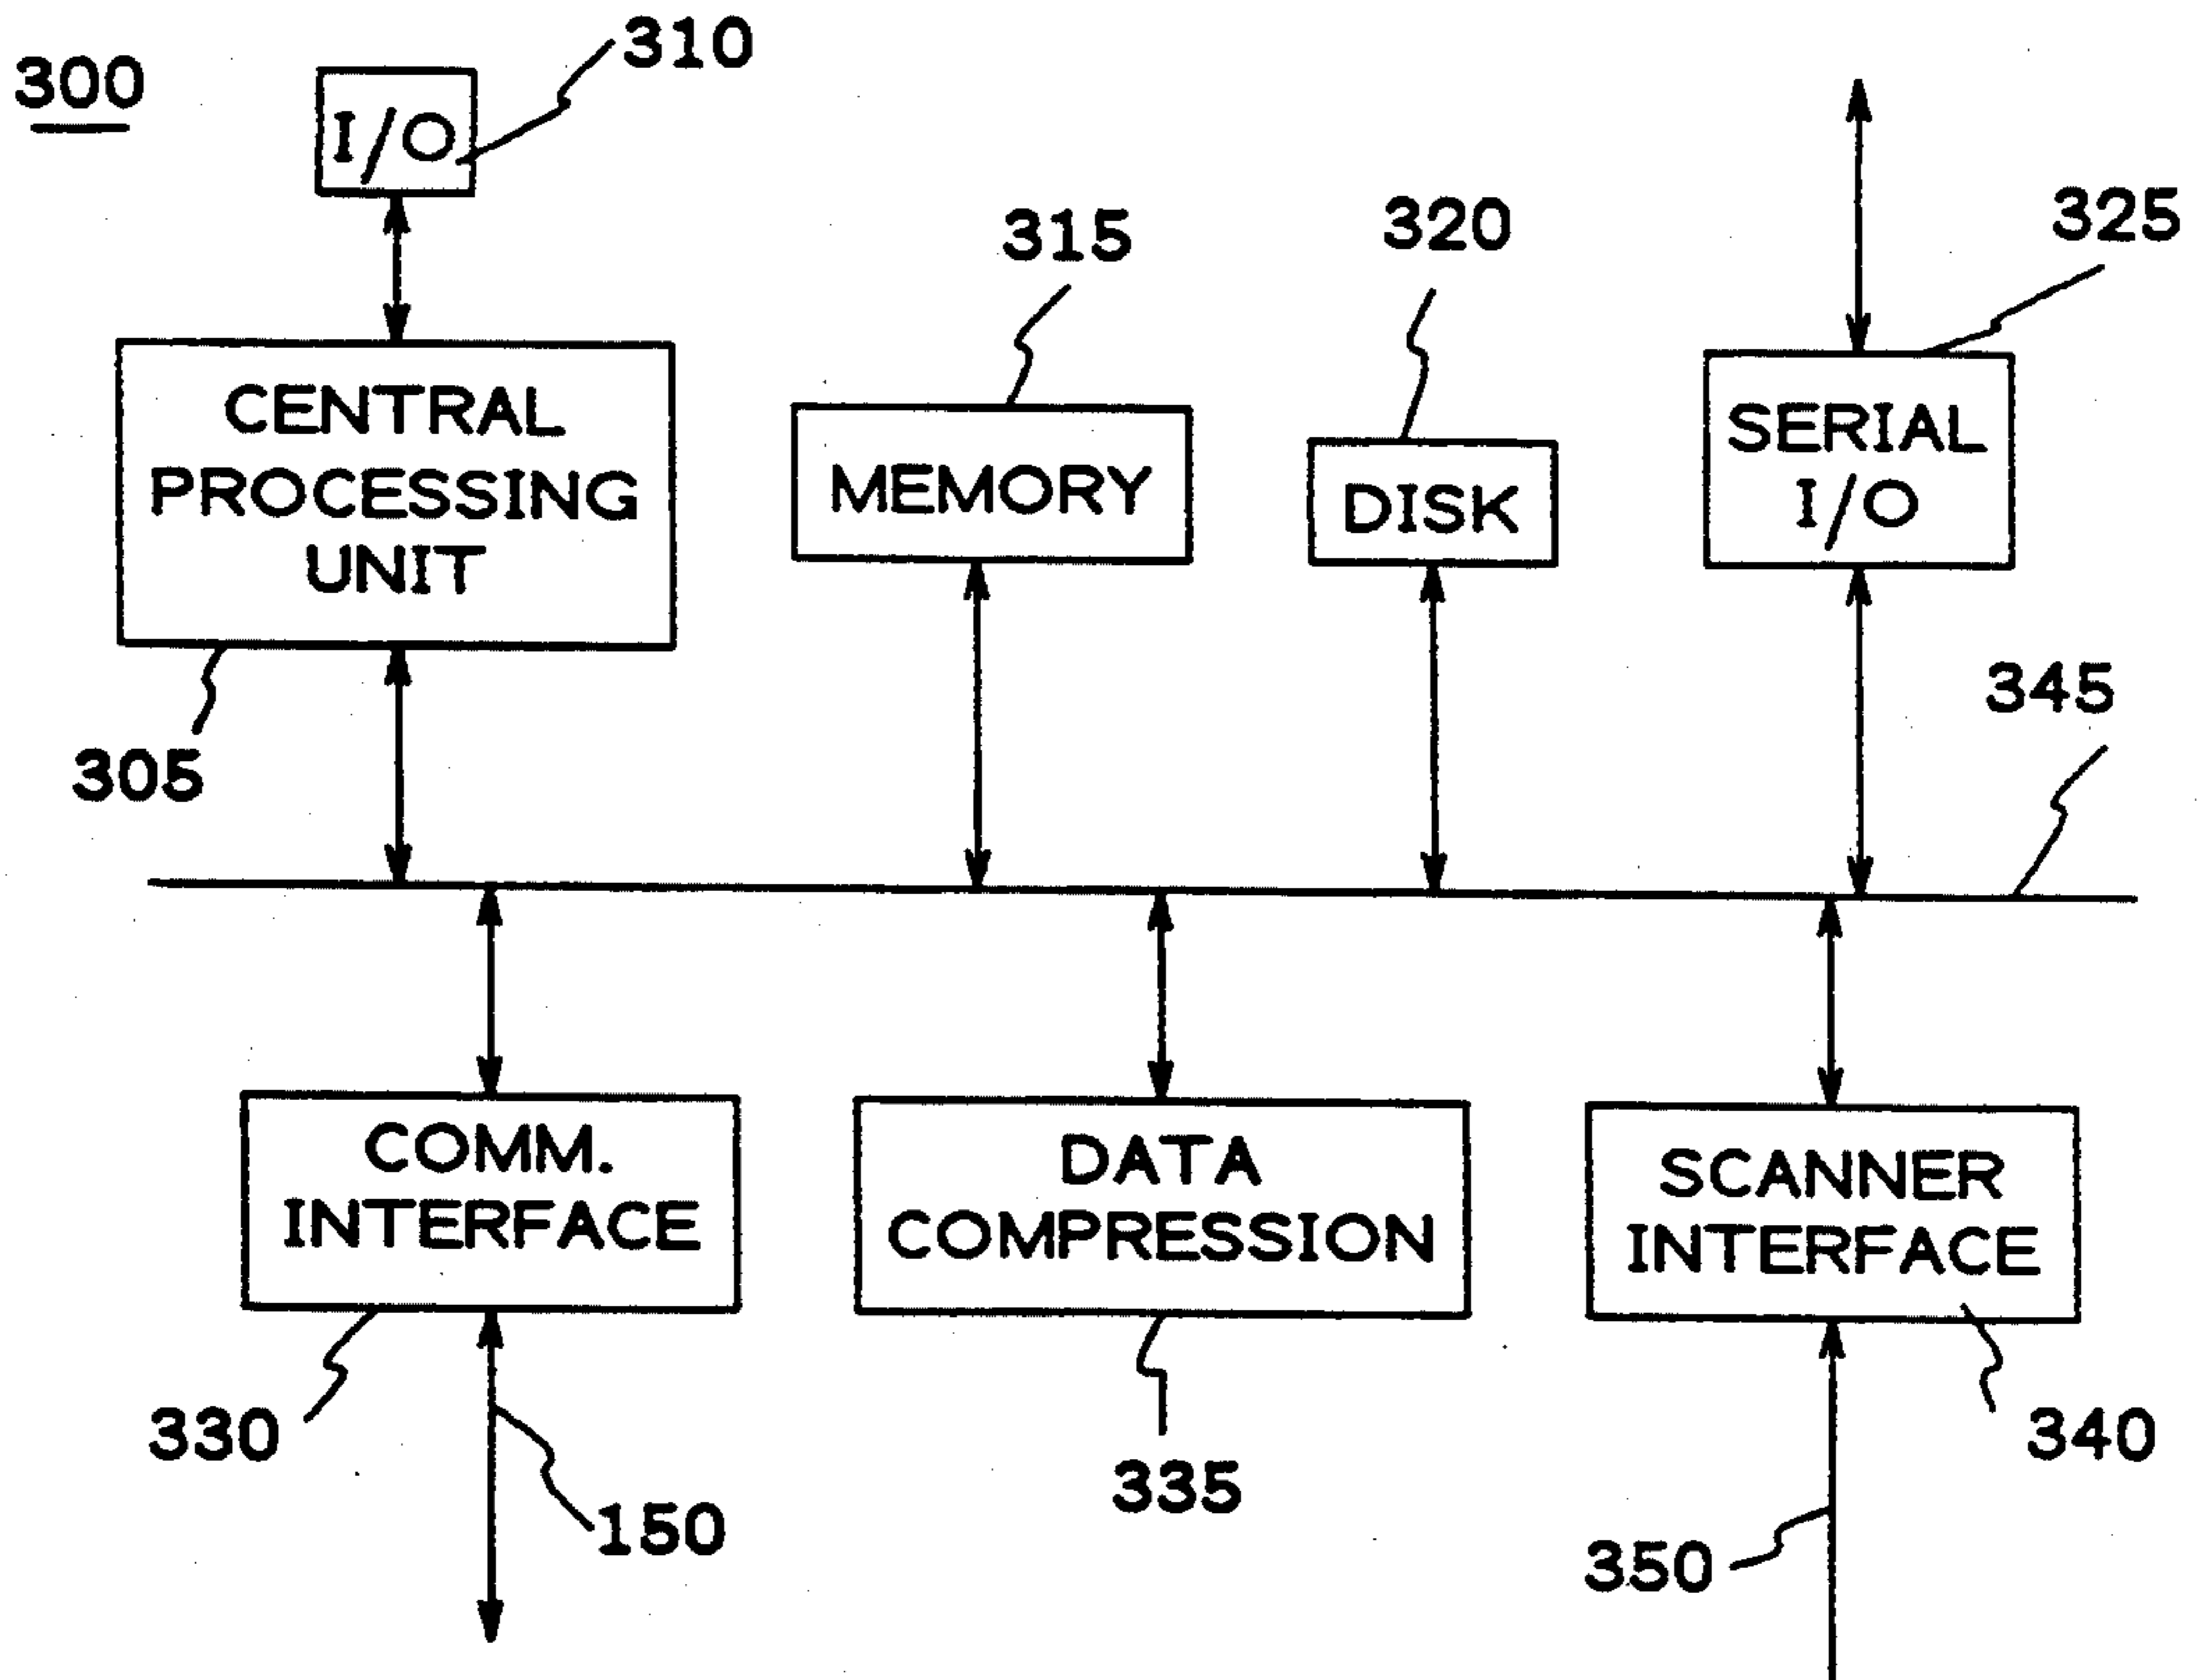 300
310
I/O
315
320
325
CENTRAL
PROCESSING
UNIT
MEMORY
DISK
SERIAL
I/O
305
345
COMM.
INTERFACE
DATA
COMPRESSION
SCANNER
INTERFACE
330
150
335
340
350